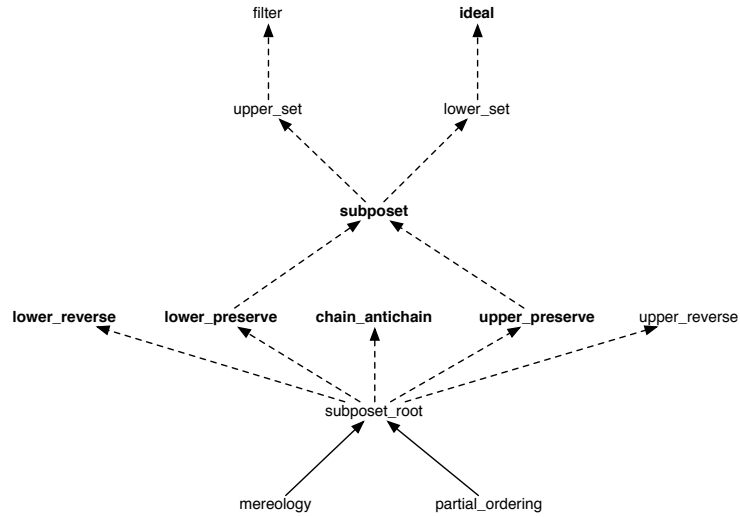 filter
ideal
upper_set
lower_set
subposet
lower_reverse
lower_preserve
chain_antichain
upper_preserve
upper_reverse
subposet_root
mereology
partial_ordering